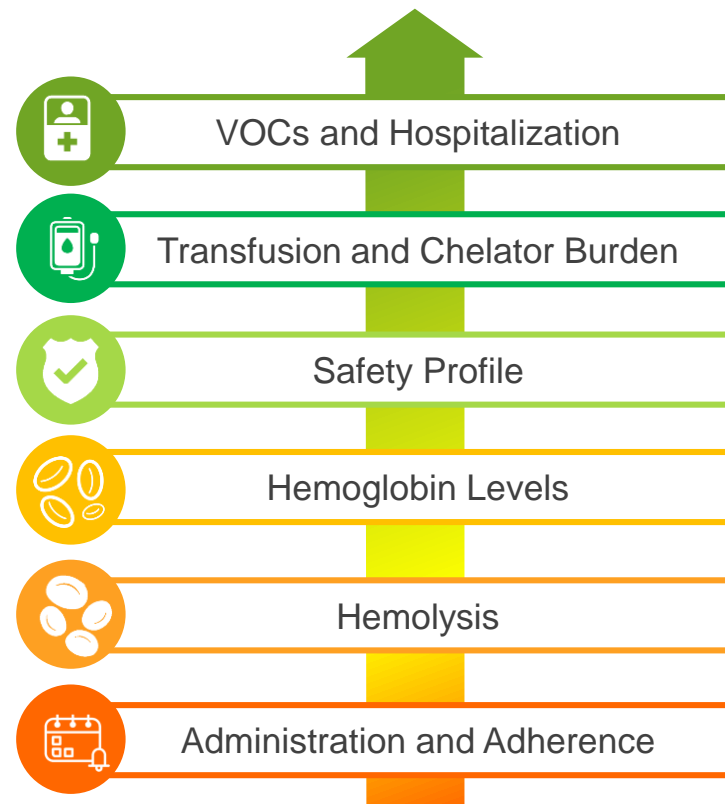 VOCs and Hospitalization
Transfusion and Chelator Burden
Safety Profile
Hemoglobin Levels
Hemolysis
Administration and Adherence